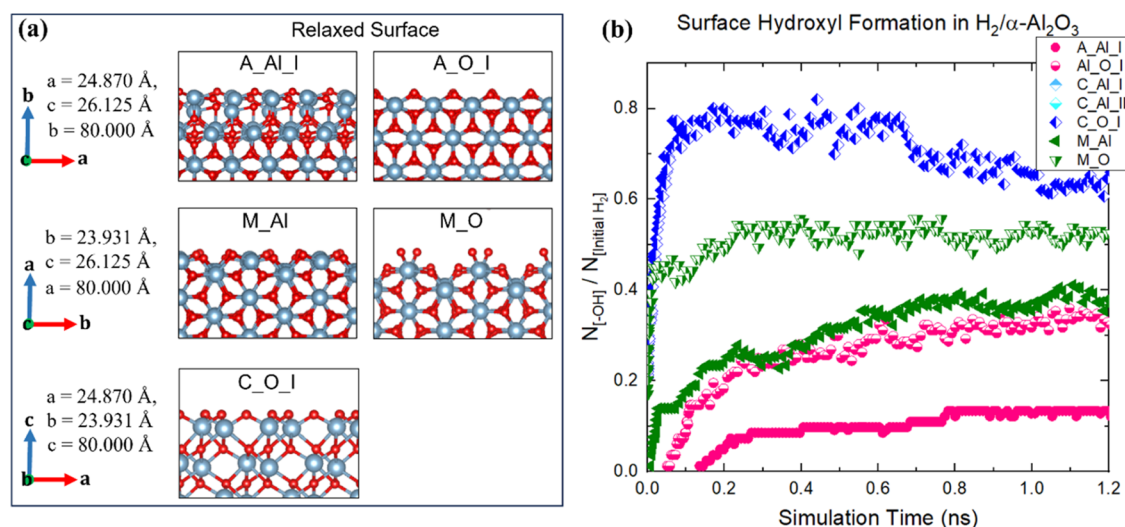 (a)
Relaxed Surface
A_Al_I
A_O_I
b
a = 24.870 Å,
c = 26.125 Å,
b = 80.000 Å
c
a
M_Al
M_O
a
b = 23.931 Å,
c = 26.125 Å,
a = 80.000 Å
c
b
C_O_I
c
a = 24.870 Å,
b = 23.931 Å
c = 80.000 Å
b
a
(b)
Surface Hydroxyl Formation in H₂/α-Al₂O₃
A_Al_I
Al_O_I
C_Al_I
C_Al_II
C_O_I
M_Al
M_O
N[-OH] / N[Initial H₂]
0.8
0.6
0.4
0.2
0.0
0.0 0.2 0.4 0.6 0.8 1.0 1.2
Simulation Time (ns)